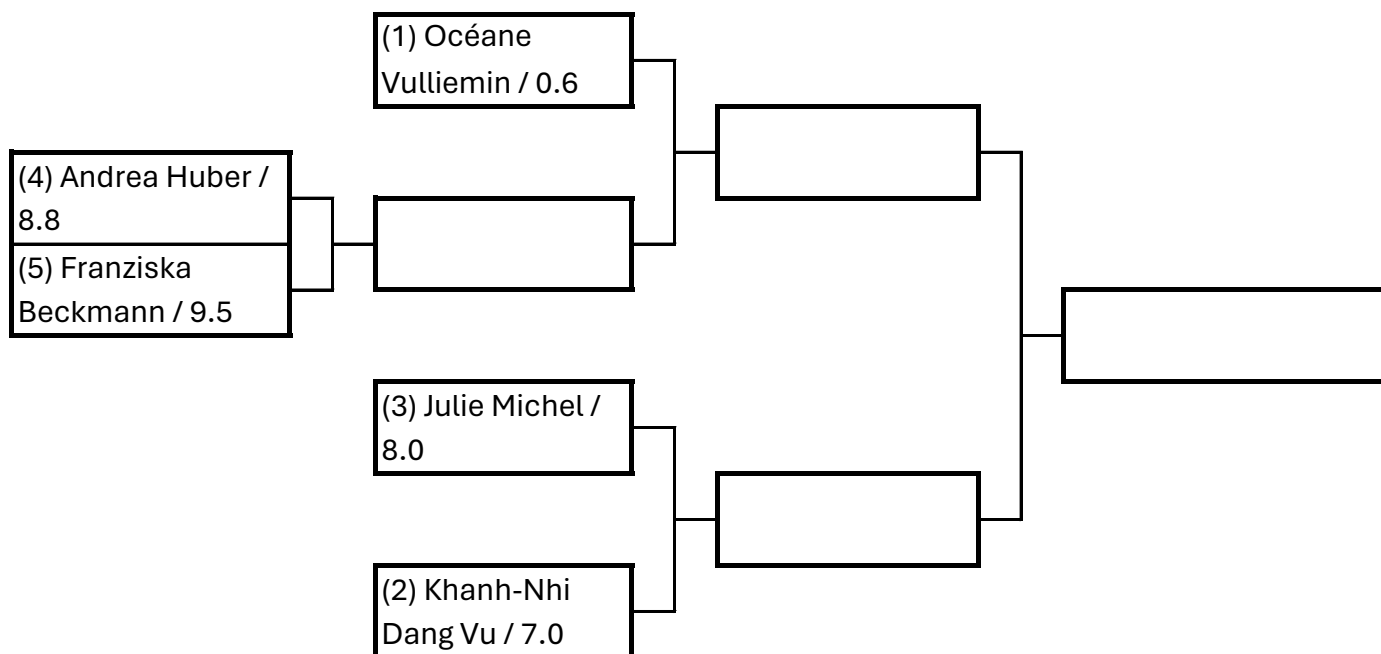 (1) Océane
Vulliemin / 0.6
(4) Andrea Huber /
8.8
(5) Franziska
Beckmann / 9.5
(3) Julie Michel /
8.0
(2) Khanh-Nhi
Dang Vu / 7.0